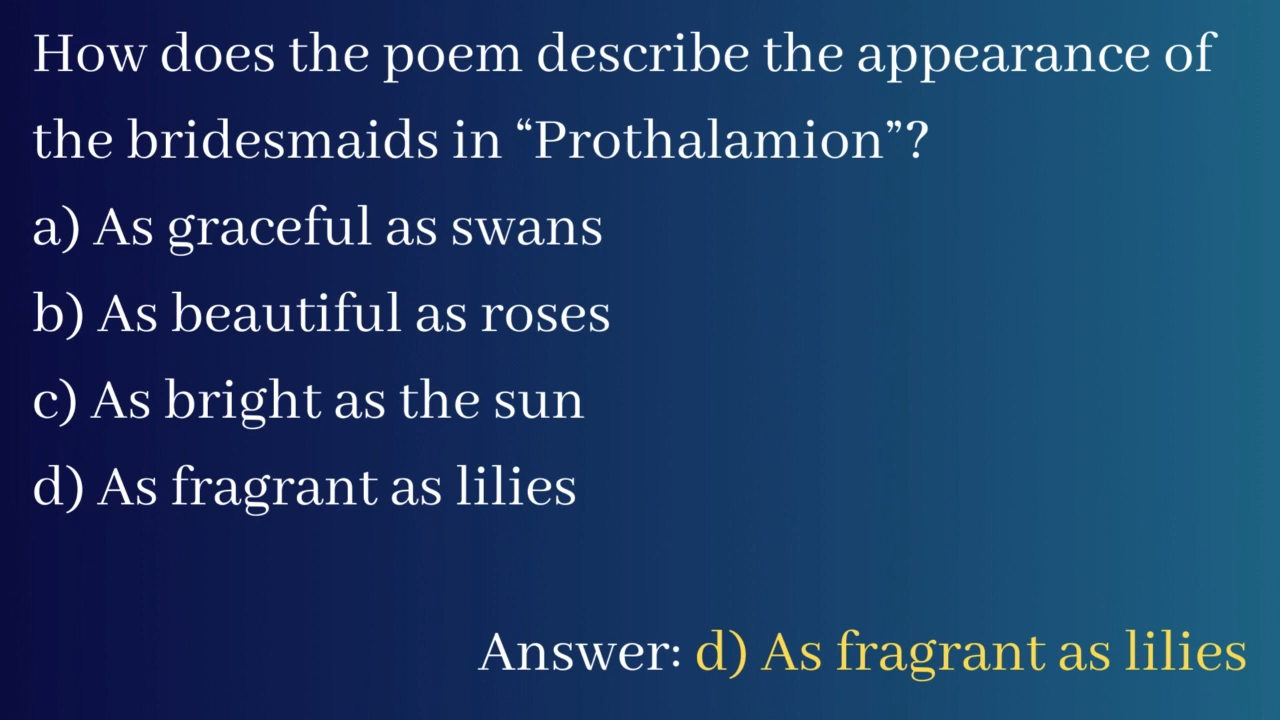 How does the poem describe the appearance of
the bridesmaids in “Prothalamion”?
a) As graceful as swans
b) As beautiful as roses
c) As bright as the sun
d) As fragrant as lilies
Answer: d) As fragrant as lilies